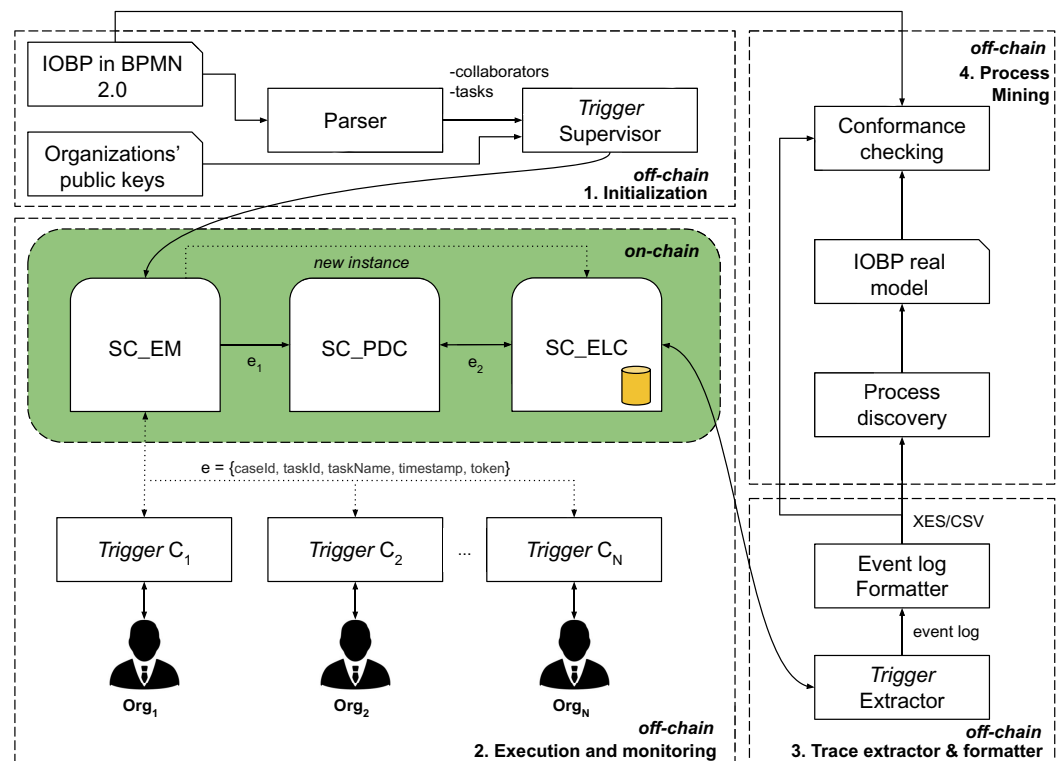 IOBP in BPMN
2.0
Organizations'
public keys
Parser
-collaborators
-tasks
Trigger
Supervisor
off-chain
1. Initialization
on-chain
new instance
SC_EM
e1
SC_PDC
e2
SC_ELC
e = {caseId, taskId, taskName, timestamp, token}
Trigger C1
Trigger C2
...
Trigger CN
Org1
Org2
OrgN
off-chain
2. Execution and monitoring
off-chain
4. Process
Mining
Conformance
checking
IOBP real
model
Process
discovery
XES/CSV
Event log
Formatter
event log
Trigger
Extractor
off-chain
3. Trace extractor & formatter